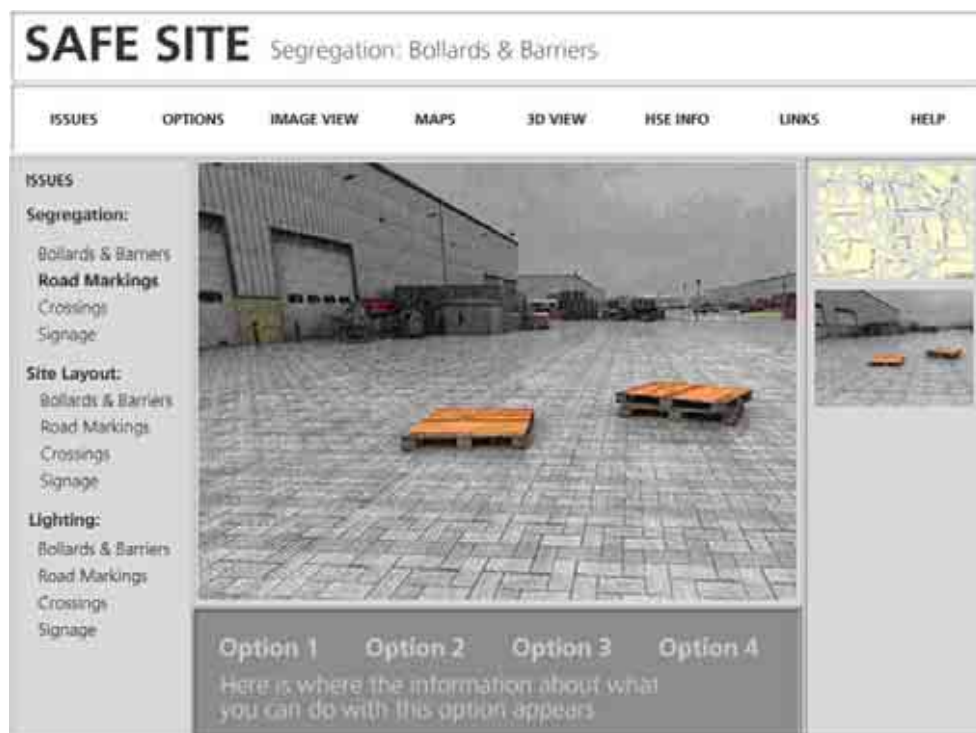 SAFE SITE Segregation: Bollards & Barriers
ISSUES OPTIONS IMAGE VIEW MAPS 3D VIEW HSE INFO LINKS HELP
ISSUES
Segregation:
Bollards & Barriers
Road Markings
Crossings
Signage
Site Layout:
Bollards & Barriers
Road Markings
Crossings
Signage
Lighting:
Bollards & Barriers
Road Markings
Crossings
Signage
Option 1 Option 2 Option 3 Option 4
Here is where the information about what
you can do with this option appears